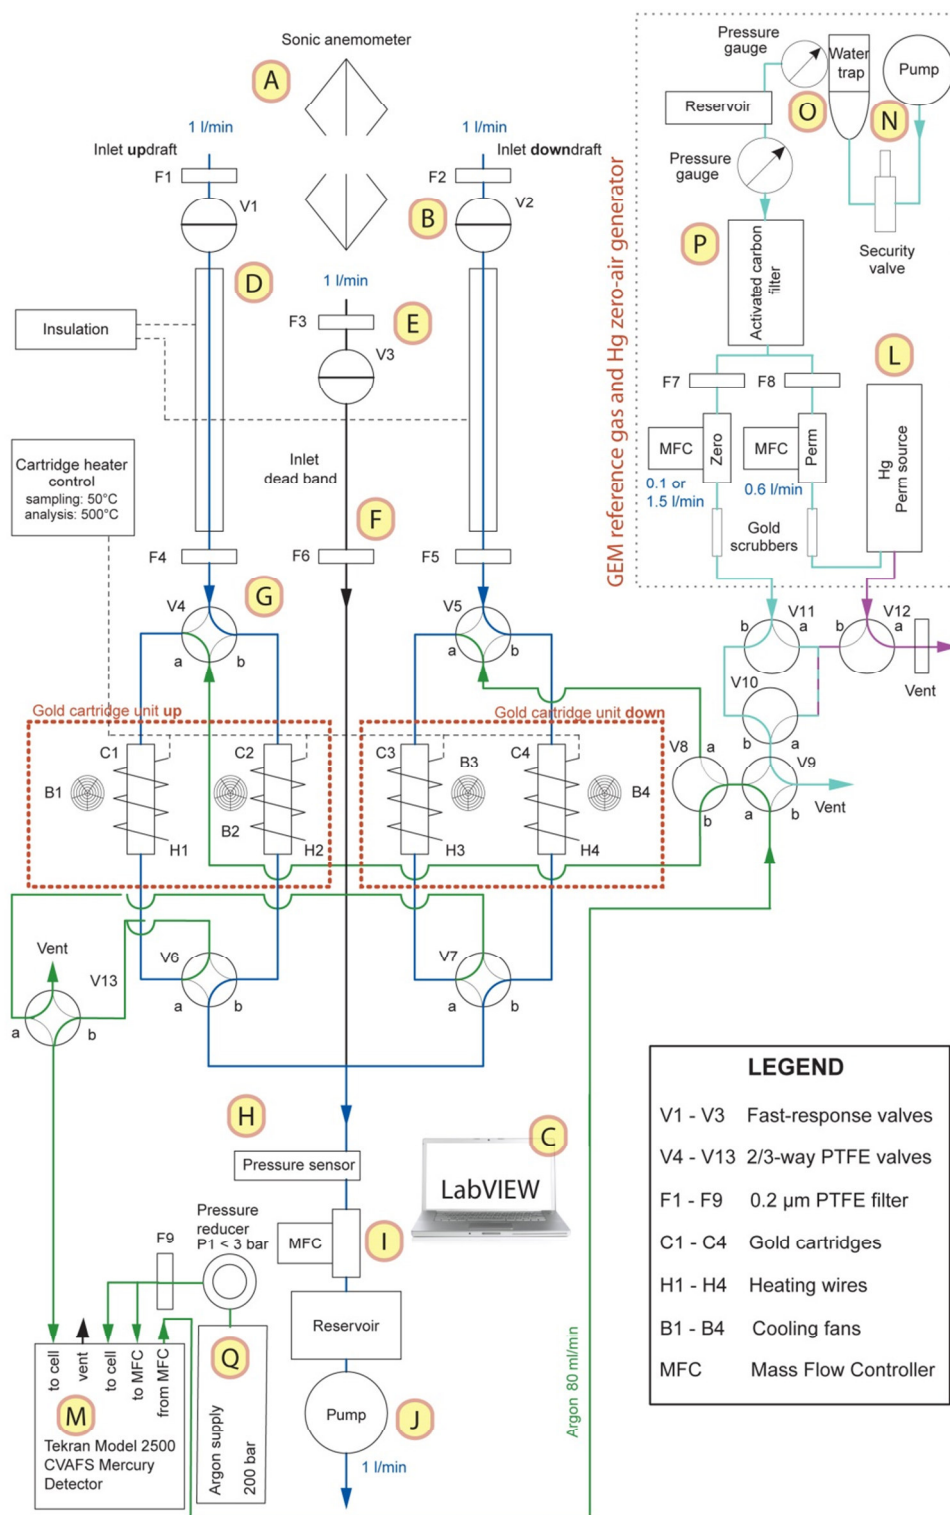 Sonic anemometer
A
1 l/min
Inlet updraft
F1
V1
1 l/min
Inlet downdraft
F2
B
V2
D
1 l/min
F3
E
V3
Insulation
Inlet
dead band
Cartridge heater
control
sampling: 50°C
analysis: 500°C
F
F4
F6
F5
G
V4
a
b
V5
a
b
Pressure
gauge
Water
trap
Pump
O
N
Reservoir
Pressure
gauge
P
Security
valve
Activated carbon
filter
L
F7
F8
MFC
Zero
MFC
Perm
Hg
Perm source
0.1 or
1.5 l/min
0.6 l/min
Gold
scrubbers
GEM reference gas and Hg zero-air generator
V11
b
a
V12
b
a
Vent
V10
b
a
V8
a
b
V9
a
b
Vent
Gold cartridge unit up
Gold cartridge unit down
C1
C2
C3
C4
B1
B2
B3
B4
H1
H2
H3
H4
Vent
V13
a
b
V6
a
b
V7
a
b
H
Pressure sensor
C
LabVIEW
MFC
I
Reservoir
Pump
J
1 l/min
Pressure
reducer
P1 < 3 bar
F9
to cell
vent
to cell
to MFC
from MFC
M
Tekran Model 2500
CVAFS Mercury
Detector
Q
Argon supply
200 bar
Argon 80 ml/min
LEGEND
V1 - V3 Fast-response valves
V4 - V13 2/3-way PTFE valves
F1 - F9 0.2 µm PTFE filter
C1 - C4 Gold cartridges
H1 - H4 Heating wires
B1 - B4 Cooling fans
MFC Mass Flow Controller